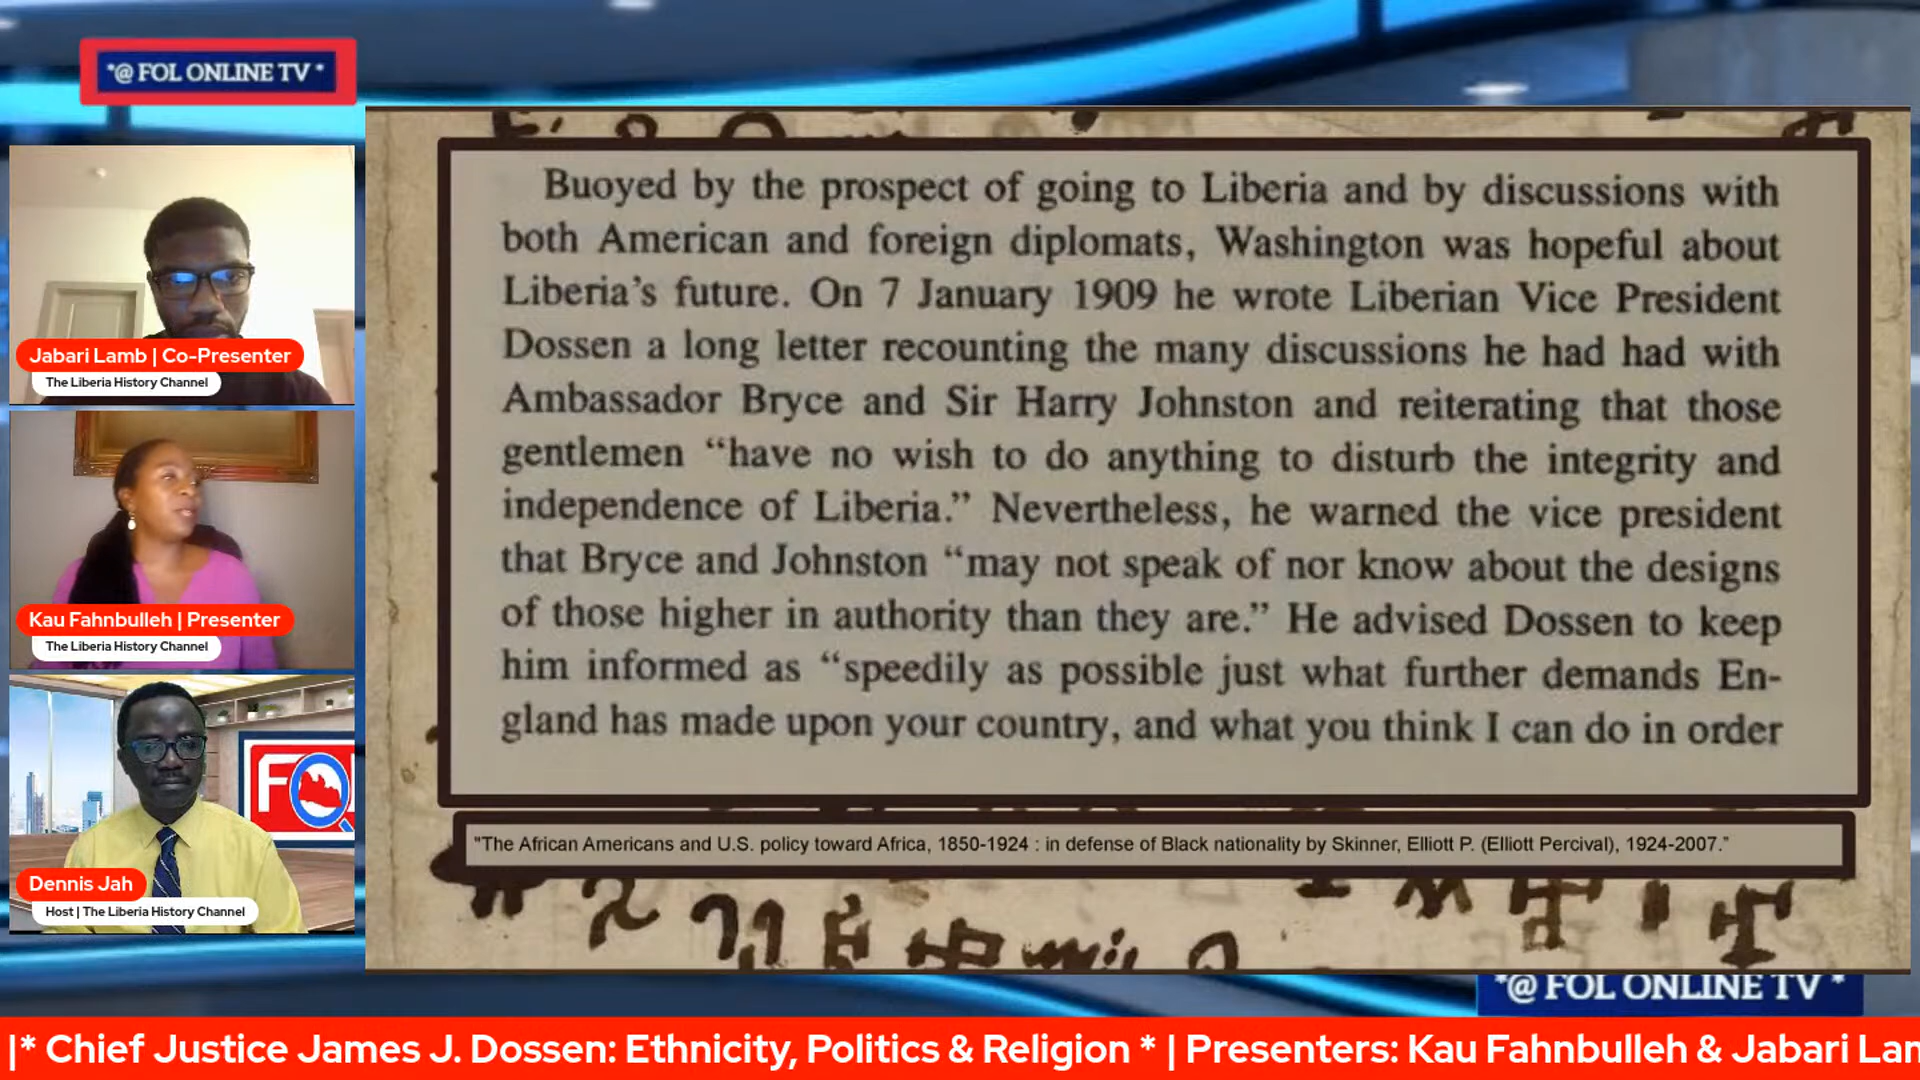 *@ FOL ONLINE TV *
Jabari Lamb | Co-Presenter
The Liberia History Channel
Kau Fahnbulleh | Presenter
The Liberia History Channel
Dennis Jah
Host | The Liberia History Channel
Buoyed by the prospect of going to Liberia and by discussions with
both American and foreign diplomats, Washington was hopeful about
Liberia's future. On 7 January 1909 he wrote Liberian Vice President
Dossen a long letter recounting the many discussions he had had with
Ambassador Bryce and Sir Harry Johnston and reiterating that those
gentlemen “have no wish to do anything to disturb the integrity and
independence of Liberia.” Nevertheless, he warned the vice president
that Bryce and Johnston “may not speak of nor know about the designs
of those higher in authority than they are.” He advised Dossen to keep
him informed as “speedily as possible just what further demands En-
gland has made upon your country, and what you think I can do in order
"The African Americans and U.S. policy toward Africa, 1850-1924 : in defense of Black nationality by Skinner, Elliott P. (Elliott Percival), 1924-2007."
*@ FOL ONLINE TV *
|* Chief Justice James J. Dossen: Ethnicity, Politics & Religion * | Presenters: Kau Fahnbulleh & Jabari Lam